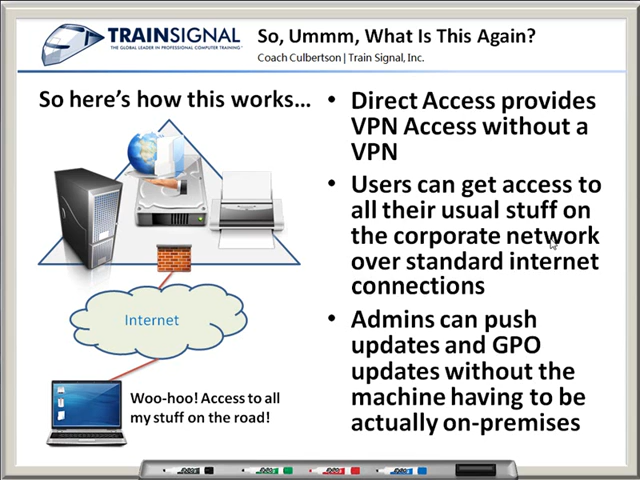 TRAINSIGNAL
THE GLOBAL LEADER IN PROFESSIONAL COMPUTER TRAINING
So, Ummm, What Is This Again?
Coach Culbertson | Train Signal, Inc.
So here's how this works…
Internet
Woo-hoo! Access to all
my stuff on the road!
• Direct Access provides
VPN Access without a
VPN
• Users can get access to
all their usual stuff on
the corporate network
over standard internet
connections
• Admins can push
updates and GPO
updates without the
machine having to be
actually on-premises